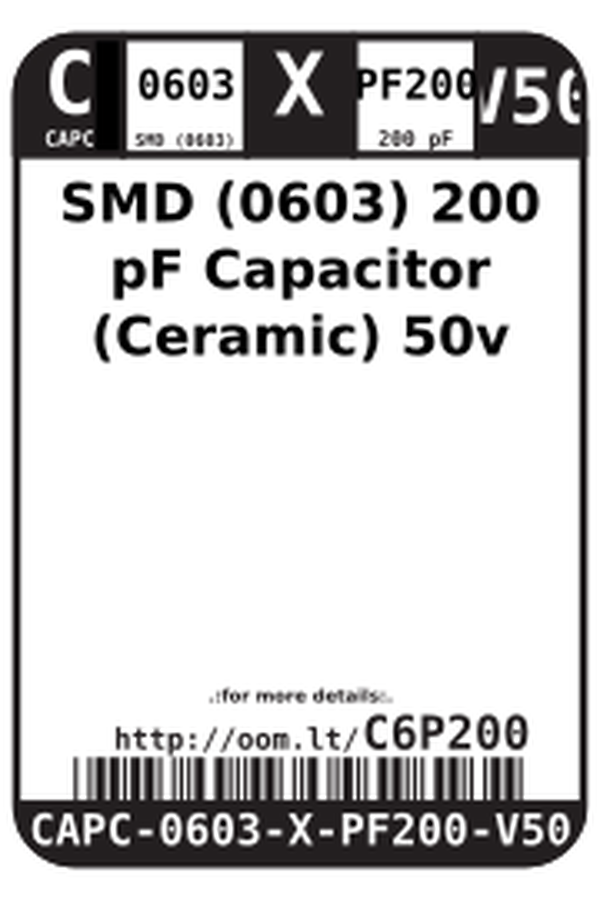 C 0603 X PF200 V50
CAPC SMD (0603) 200 pF
SMD (0603) 200
pF Capacitor
(Ceramic) 50v
.:for more details:.
http://oom.lt/C6P200
CAPC-0603-X-PF200-V50